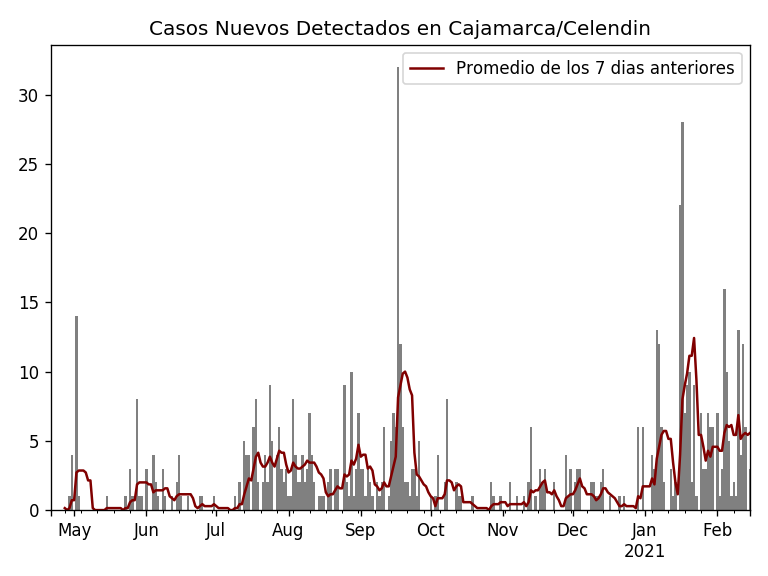 Casos Nuevos Detectados en Cajamarca/Celendin
Promedio de los 7 dias anteriores
30
25
20
15
10
5
0
May Jun Jul Aug Sep Oct Nov Dec Jan Feb
2021